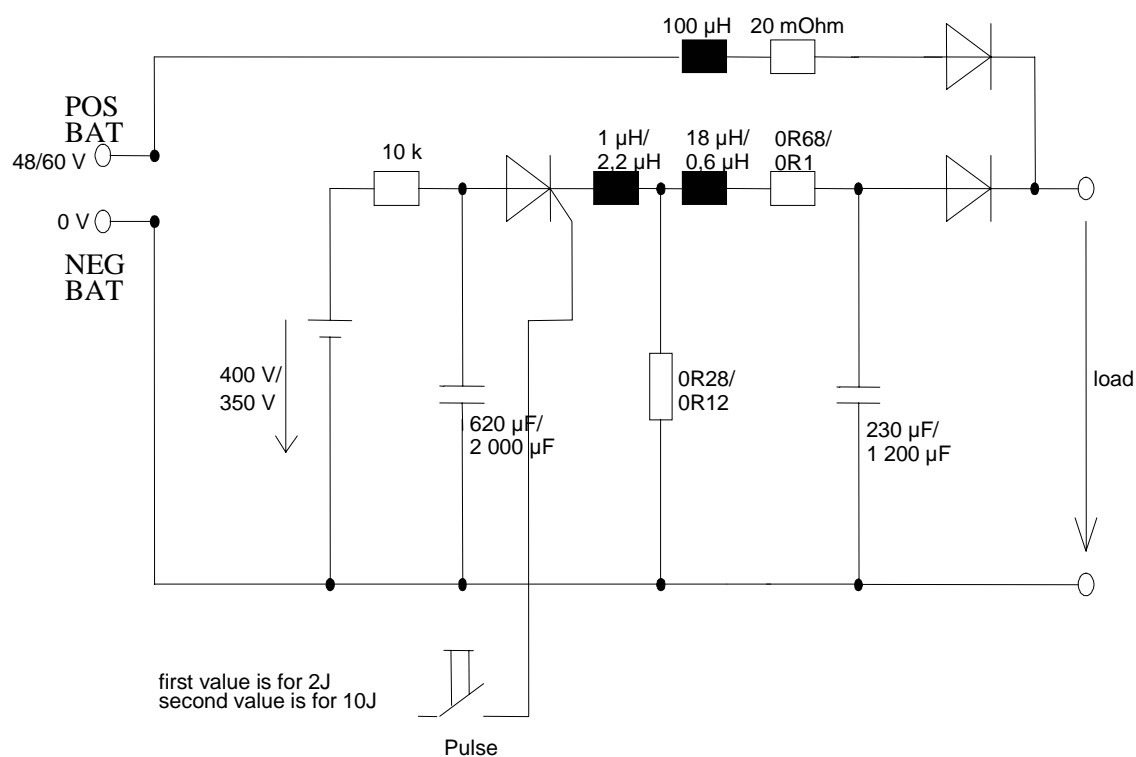 100 µH
20 mOhm
POS
BAT
48/60 V
10 k
1 µH/
2,2 µH
18 µH/
0,6 µH
0R68/
0R1
0 V
NEG
BAT
400 V/
350 V
620 µF/
2 000 µF
0R28/
0R12
230 µF/
1 200 µF
load
first value is for 2J
second value is for 10J
Pulse